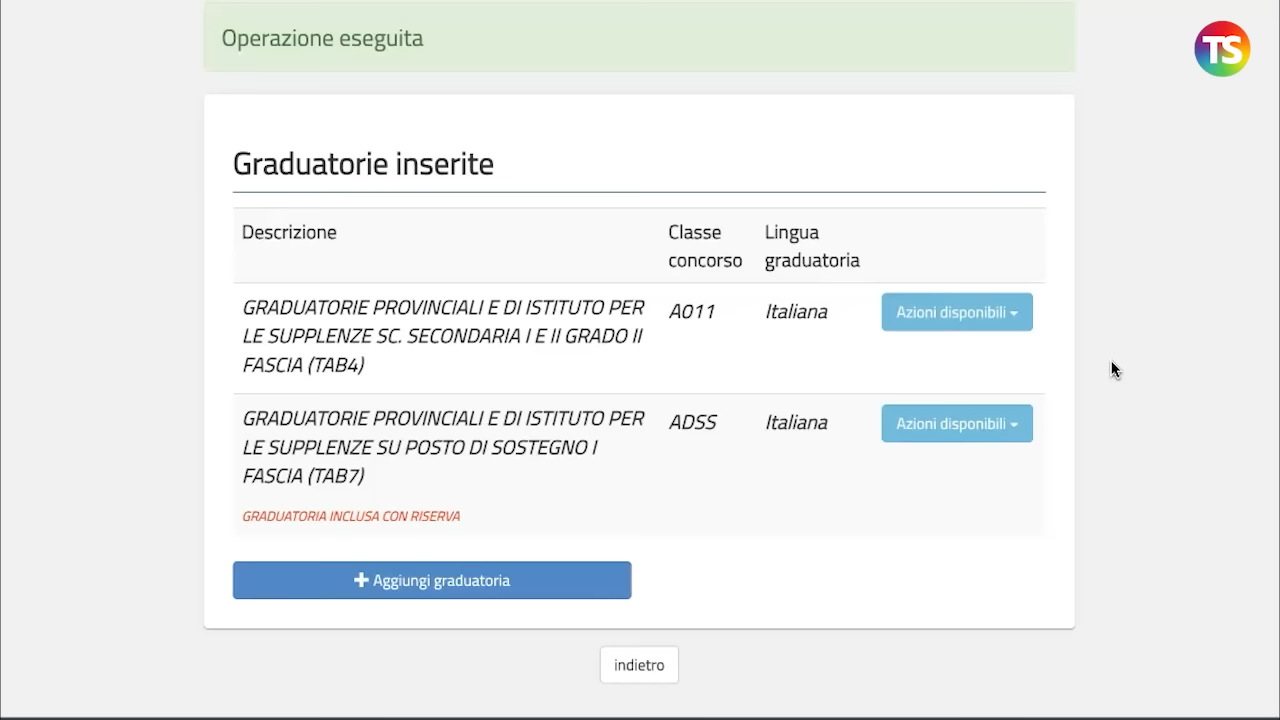 Operazione eseguita
TS
Graduatorie inserite
Descrizione
Classe concorso
Lingua graduatoria
GRADUATORIE PROVINCIALI E DI ISTITUTO PER
LE SUPPLENZE SC. SECONDARIA I E II GRADO II
FASCIA (TAB4)
A011
Italiana
Azioni disponibili
GRADUATORIE PROVINCIALI E DI ISTITUTO PER
LE SUPPLENZE SU POSTO DI SOSTEGNO I
FASCIA (TAB7)
GRADUATORIA INCLUSA CON RISERVA
ADSS
Italiana
Azioni disponibili
Aggiungi graduatoria
indietro